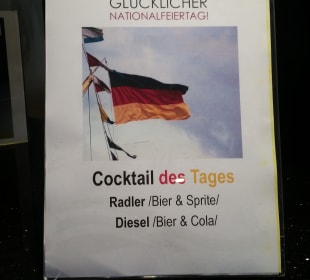 GLÜCKLICHER
NATIONALFEIERTAG!
Cocktail des Tages
Radler /Bier & Sprite/
Diesel /Bier & Cola/